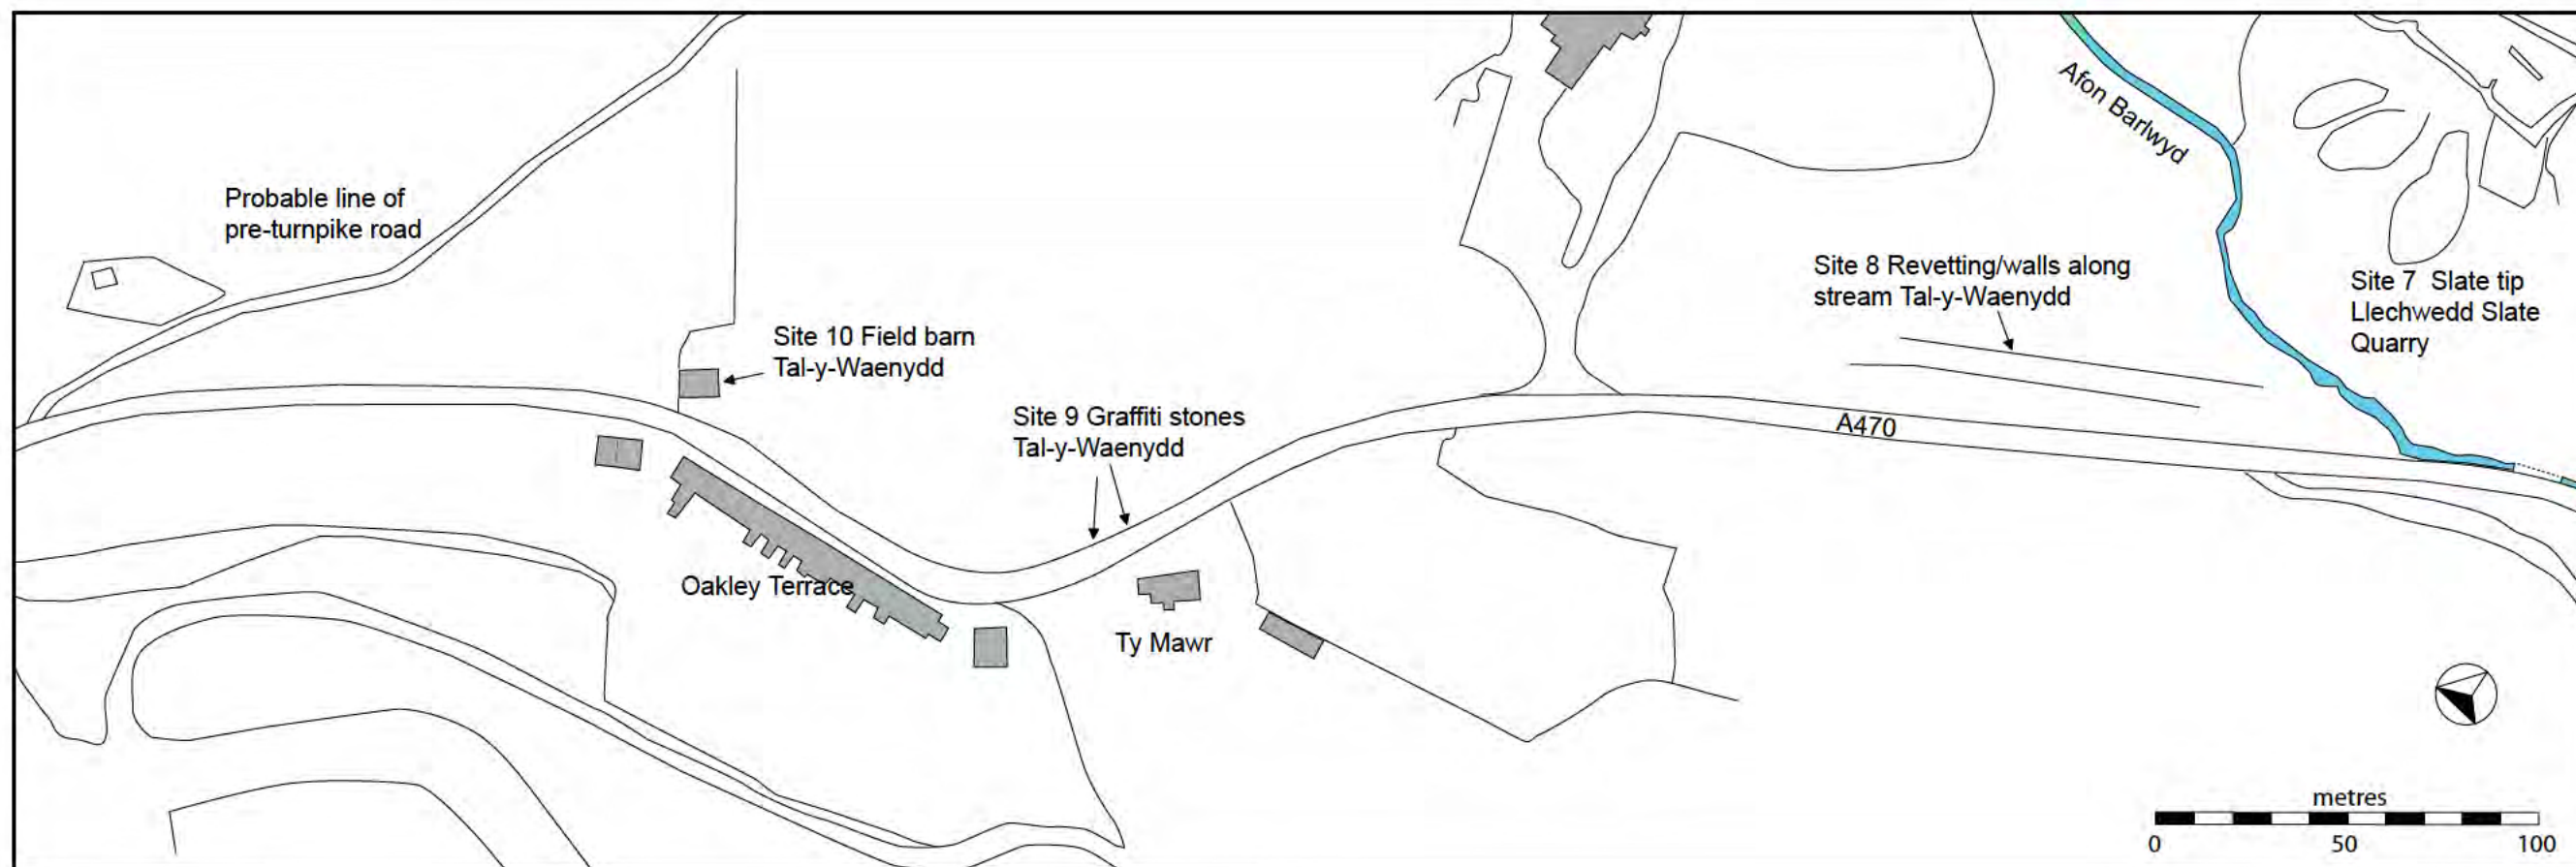 Afon Barlwyd
Probable line of
pre-turnpike road
Site 8 Revetting/walls along
stream Tal-y-Waenydd
Site 7 Slate tip
Llechwedd Slate
Quarry
Site 10 Field barn
Tal-y-Waenydd
Site 9 Graffiti stones
Tal-y-Waenydd
A470
Oakley Terrace
Ty Mawr
metres
0 50 100